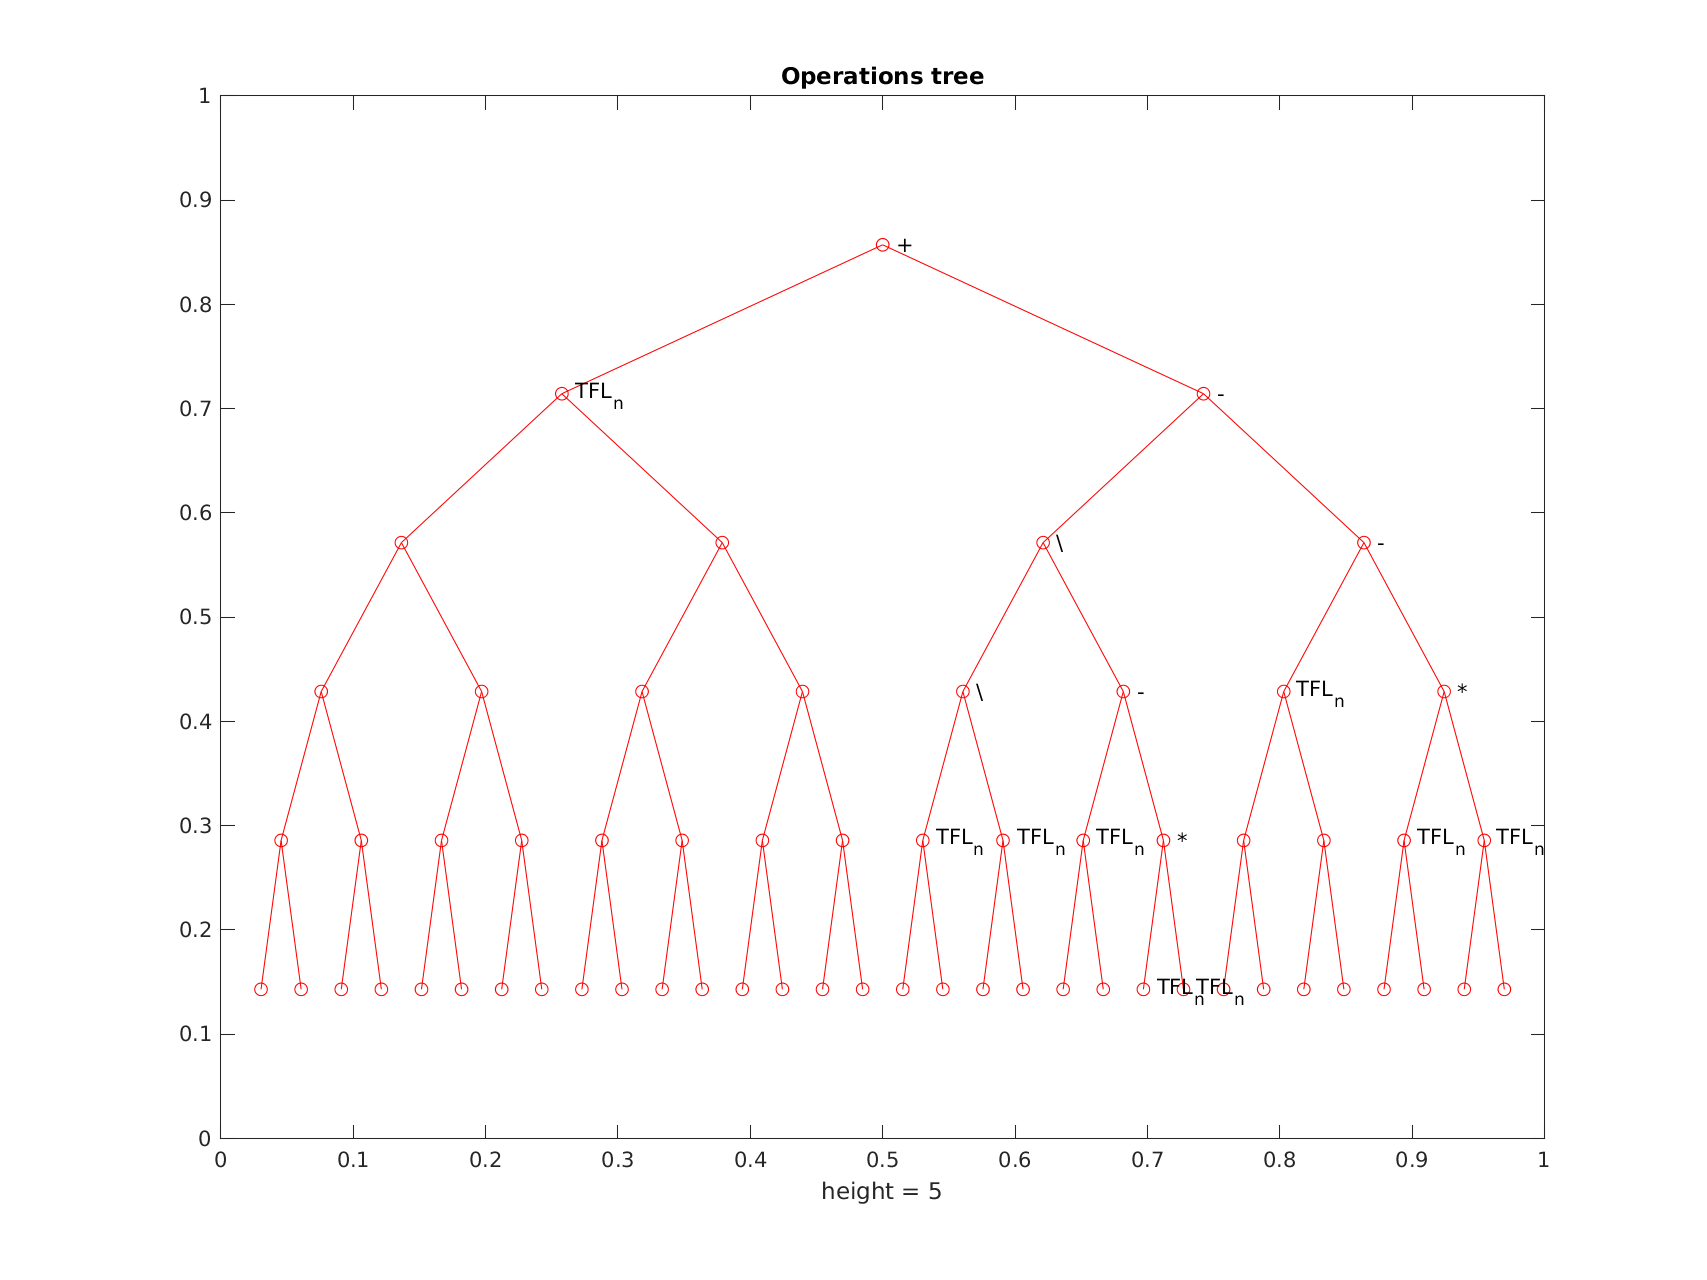 Operations tree
1
0.9
+
0.8
TFLn -
0.7
0.6
\ -
0.5
\ - TFLn *
0.4
0.3
TFLn TFLn TFLn * TFLn TFLn
0.2
TFLn TFLn
0.1
0
0 0.1 0.2 0.3 0.4 0.5 0.6 0.7 0.8 0.9 1
height = 5